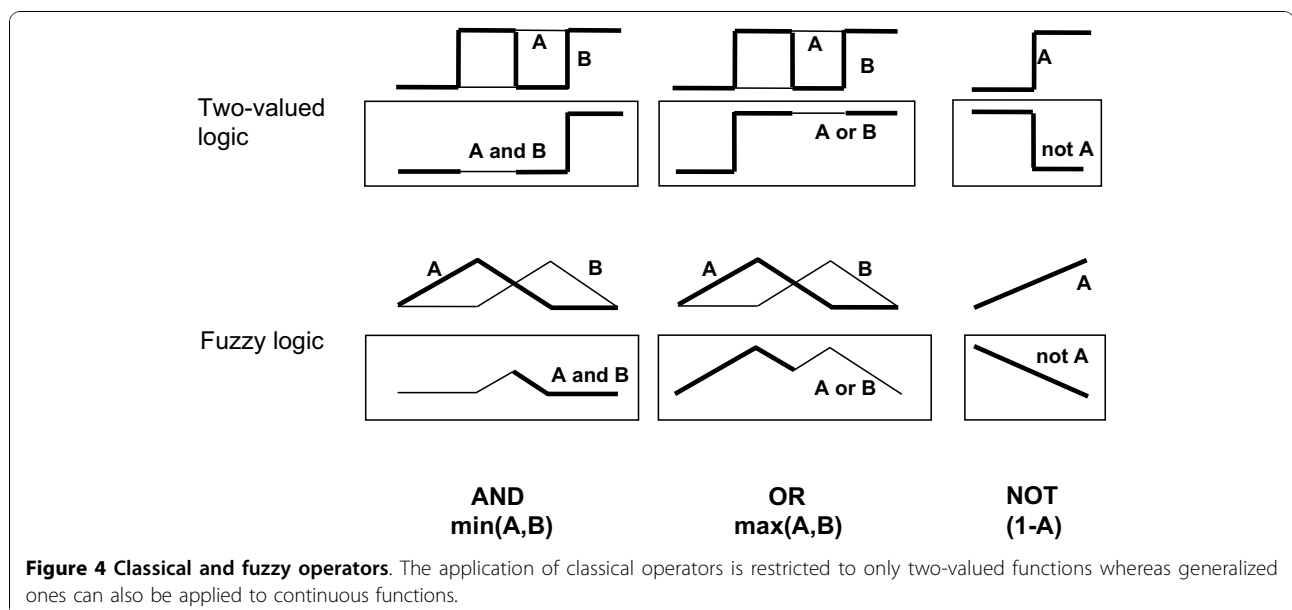 A
B
A
B
A
Two-valued
logic
A and B
A or B
not A
A
B
A
B
A
Fuzzy logic
A and B
A or B
not A
AND
min(A,B)
OR
max(A,B)
NOT
(1-A)
Figure 4 Classical and fuzzy operators. The application of classical operators is restricted to only two-valued functions whereas generalized
ones can also be applied to continuous functions.